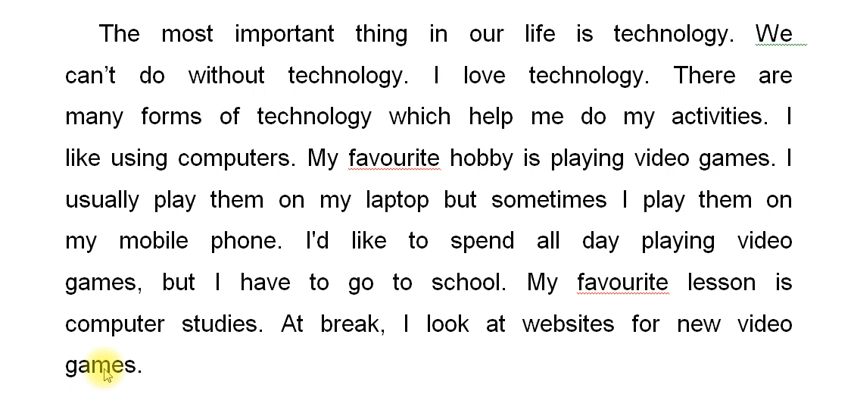 The most important thing in our life is technology. We
can't do without technology. I love technology. There are
many forms of technology which help me do my activities. I
like using computers. My favourite hobby is playing video games. I
usually play them on my laptop but sometimes I play them on
my mobile phone. I'd like to spend all day playing video
games, but I have to go to school. My favourite lesson is
computer studies. At break, I look at websites for new video
games.